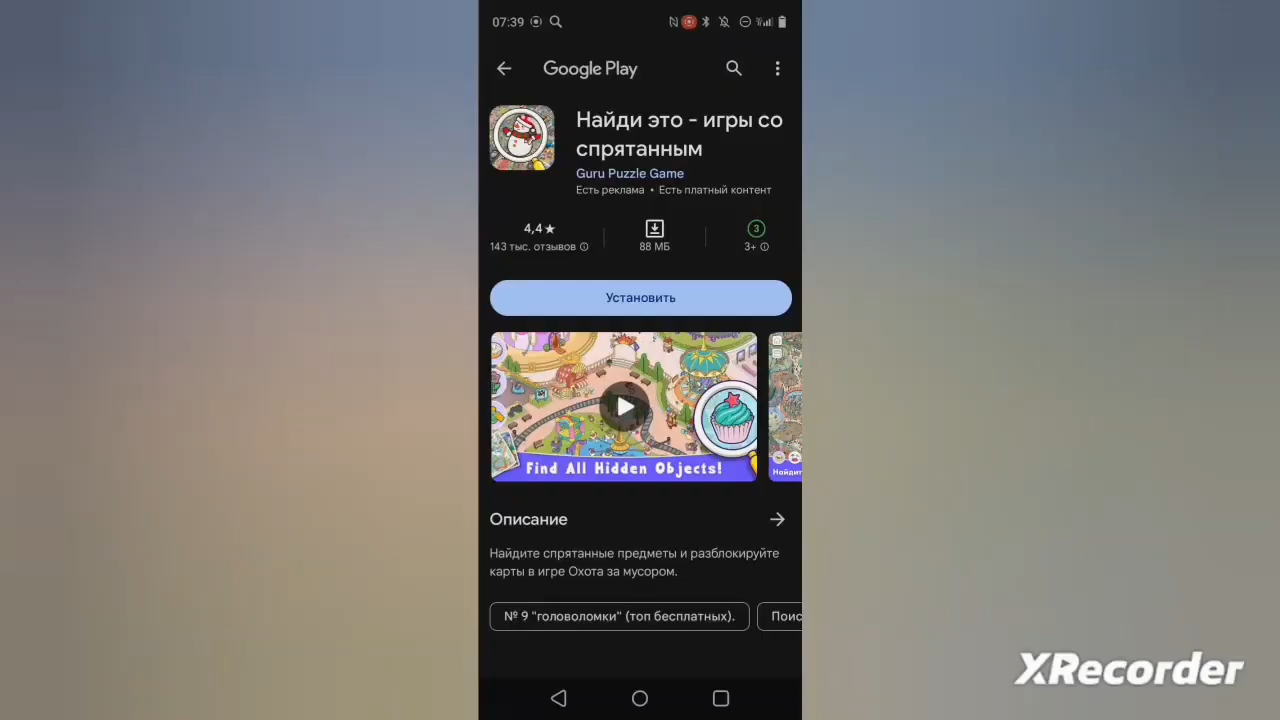 07:39
Google Play
Найди это - игры со
спрятанным
Guru Puzzle Game
Есть реклама • Есть платный контент
4,4★
143 тыс. отзывов
88 МБ
3
3+
Установить
Find All Hidden Objects!
Найдит
Описание
Найдите спрятанные предметы и разблокируйте
карты в игре Охота за мусором.
№ 9 "головоломки" (топ бесплатных).
Поис
XRecorder